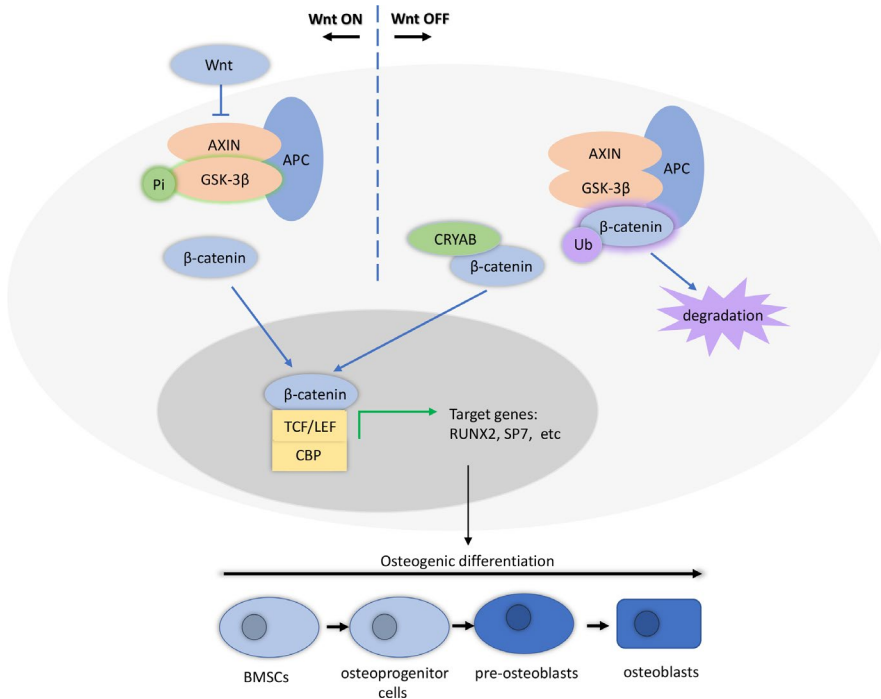 Wnt ON
Wnt OFF
Wnt
AXIN
APC
GSK-3β
Pi
β-catenin
CRYAB
β-catenin
AXIN
APC
GSK-3β
β-catenin
Ub
degradation
β-catenin
TCF/LEF
CBP
Target genes:
RUNX2, SP7, etc
Osteogenic differentiation
BMSCs
osteoprogenitor
cells
pre-osteoblasts
osteoblasts